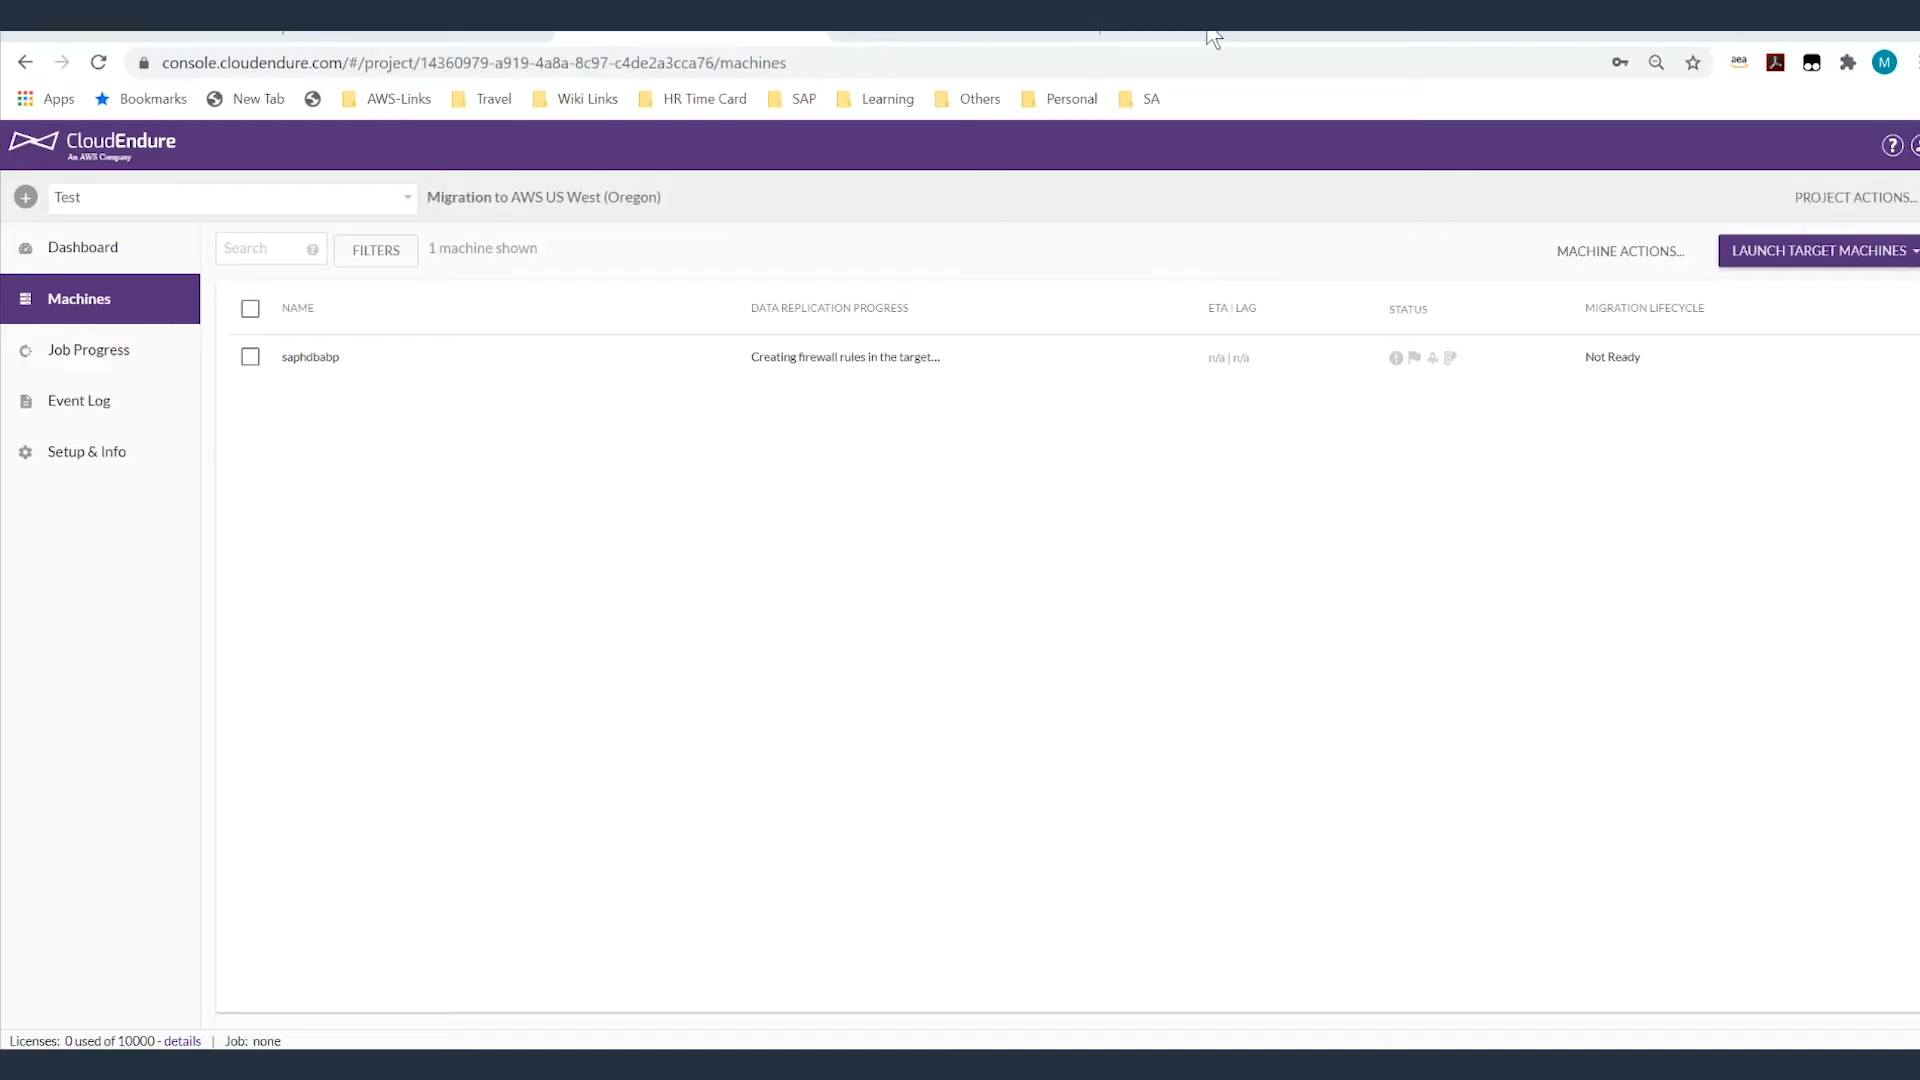 console.cloudendure.com/#/project/14360979-a919-4a8a-8c97-c4de2a3cca76/machines
aea
M
Apps Bookmarks New Tab AWS-Links Travel Wiki Links HR Time Card SAP Learning Others Personal SA
CloudEndure
An AWS Company
?
Test Migration to AWS US West (Oregon) PROJECT ACTIONS...
Dashboard Search ? FILTERS 1 machine shown MACHINE ACTIONS... LAUNCH TARGET MACHINES
Machines NAME DATA REPLICATION PROGRESS ETA | LAG STATUS MIGRATION LIFECYCLE
Job Progress saphdbabp Creating firewall rules in the target... n/a | n/a Not Ready
Event Log
Setup & Info
Licenses: 0 used of 10000 - details | Job: none